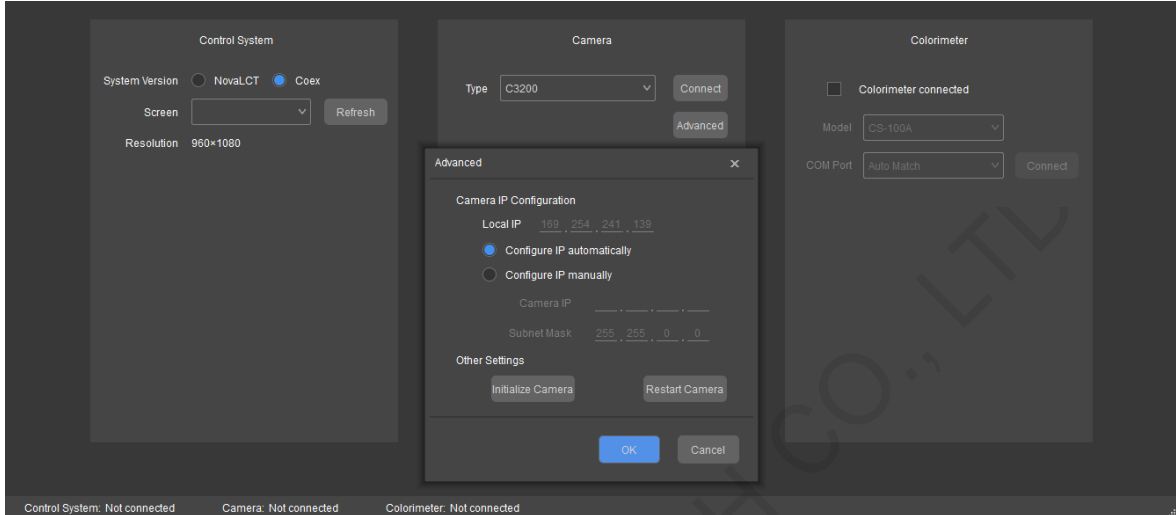 Control System
System Version NovaLCT Coex
Screen Refresh
Resolution 960×1080
Camera
Type C3200 Connect
Advanced
Colorimeter
Colorimeter connected
Model CS-100A
COM Port Auto Match Connect
Advanced
Camera IP Configuration
Local IP 169 . 254 . 241 . 139
Configure IP automatically
Configure IP manually
Camera IP . . .
Subnet Mask 255 . 255 . 0 . 0
Other Settings
Initialize Camera Restart Camera
OK Cancel
Control System: Not connected Camera: Not connected Colorimeter: Not connected
H CO., LTD